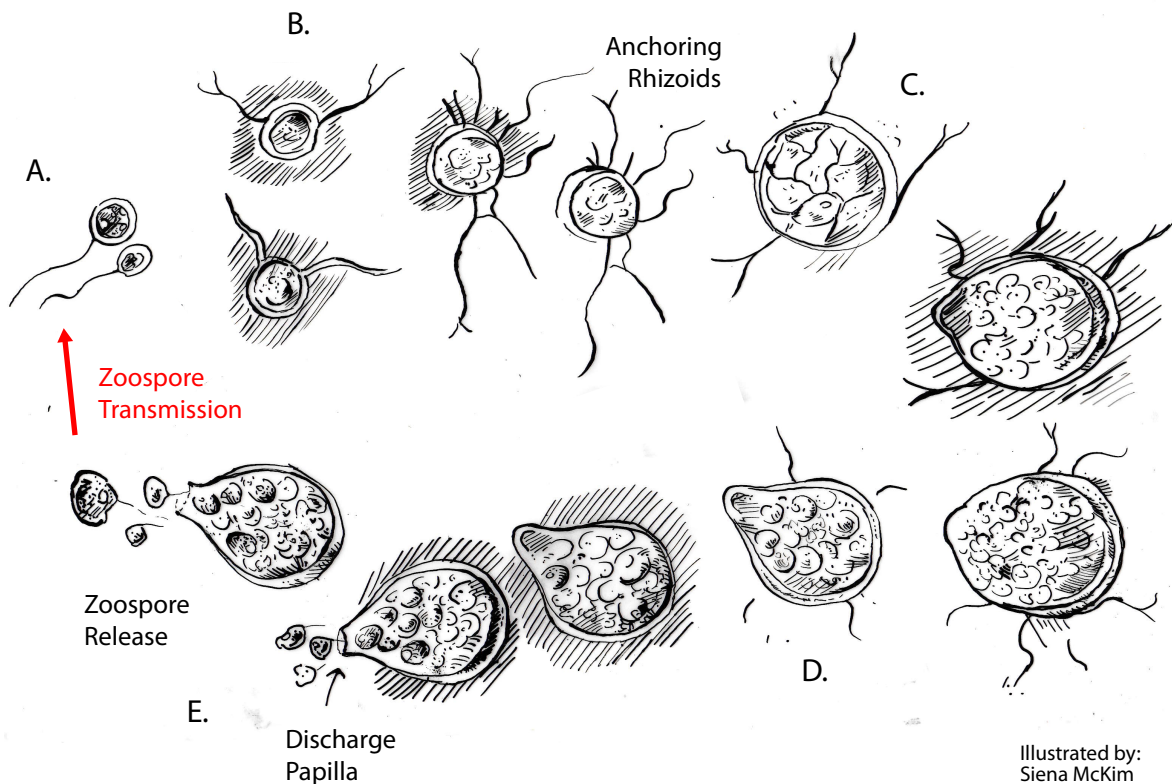 B.
Anchoring
Rhizoids
C.
A.
Zoospore
Transmission
Zoospore
Release
D.
E.
Discharge
Papilla
Illustrated by:
Siena McKim